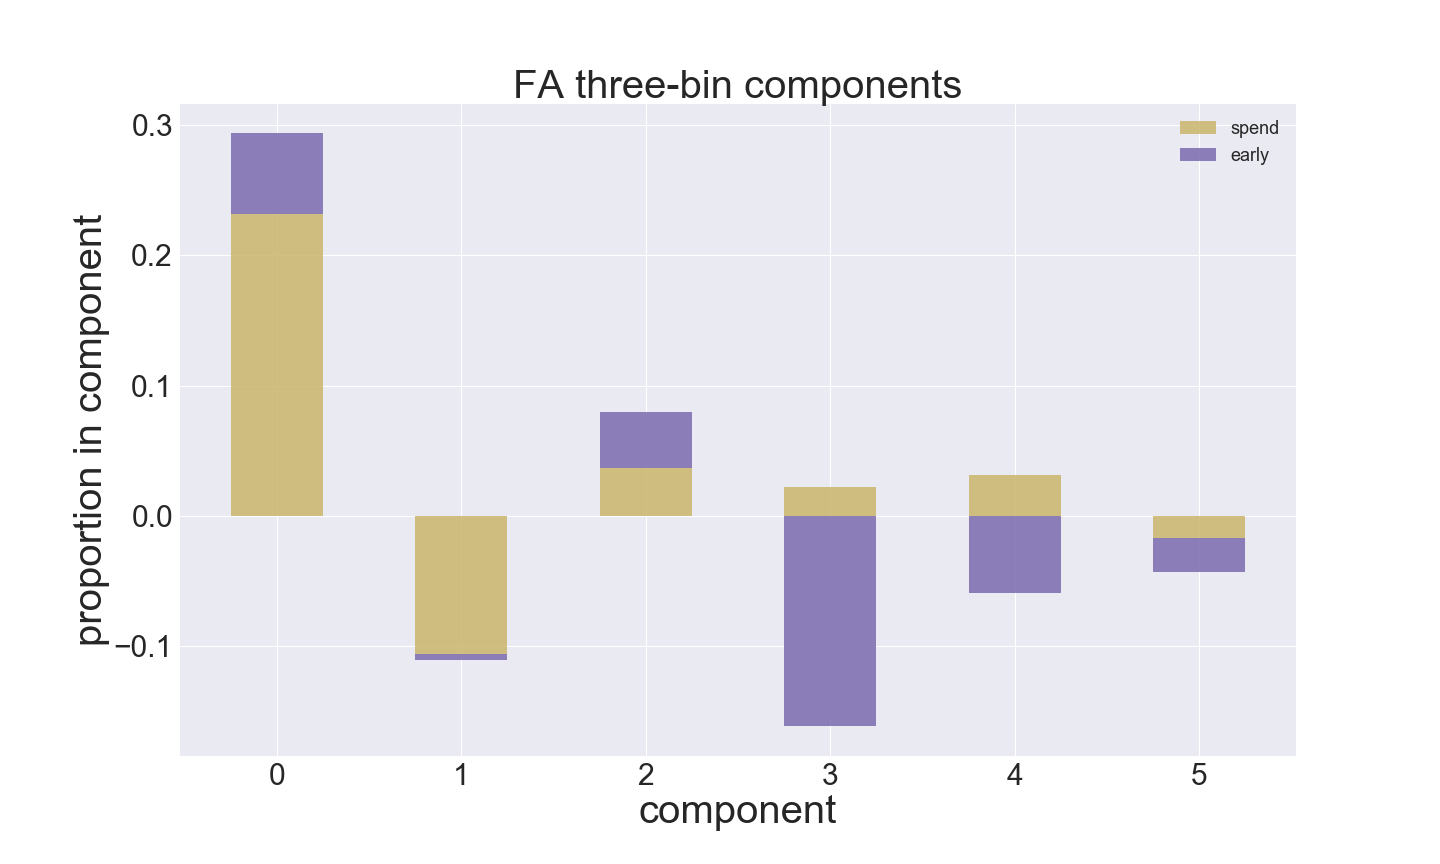 FA three-bin components
spend
early
proportion in component
0.3
0.2
0.1
0.0
−0.1
0 1 2 3 4 5
component